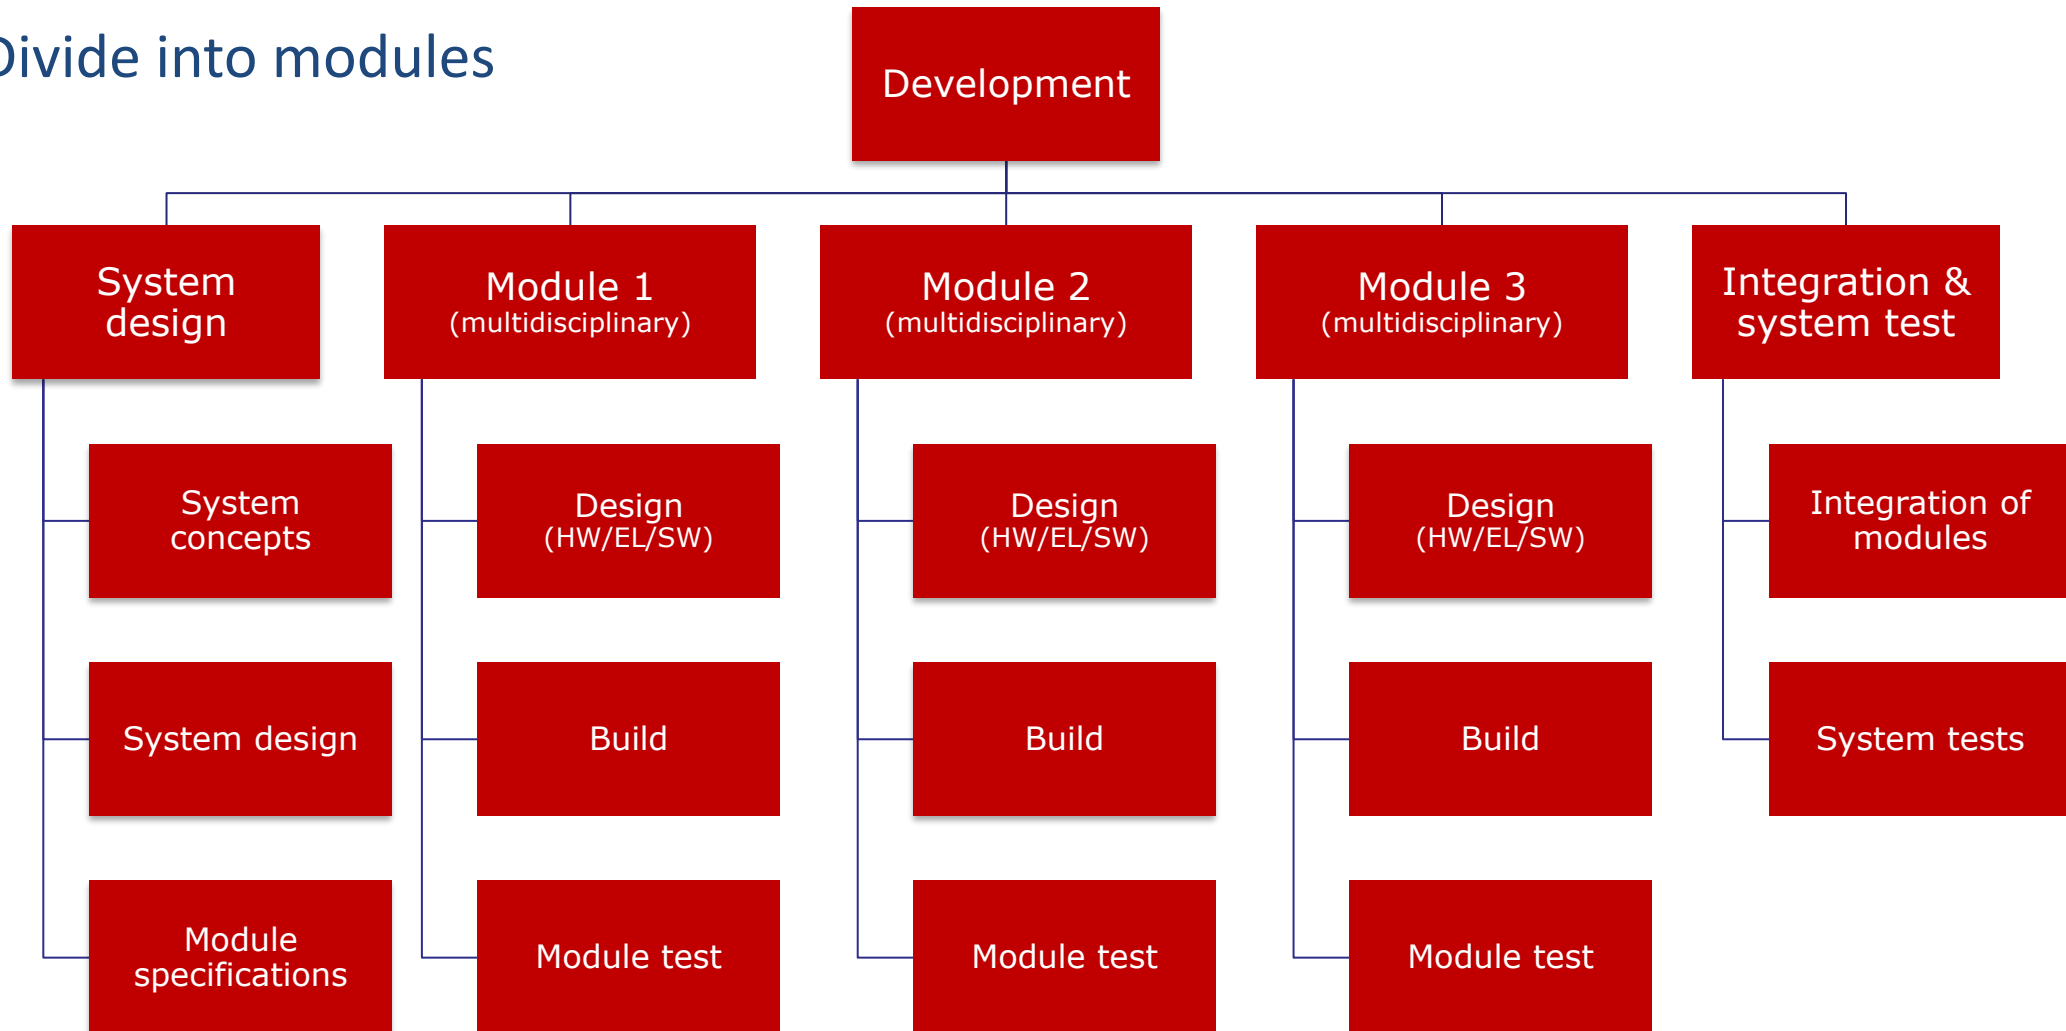 Divide into modules
Development
System
design
Module 1
(multidisciplinary)
Module 2
(multidisciplinary)
Module 3
(multidisciplinary)
Integration &
system test
System
concepts
Design
(HW/EL/SW)
Design
(HW/EL/SW)
Design
(HW/EL/SW)
Integration of
modules
System design
Build
Build
Build
System tests
Module
specifications
Module test
Module test
Module test